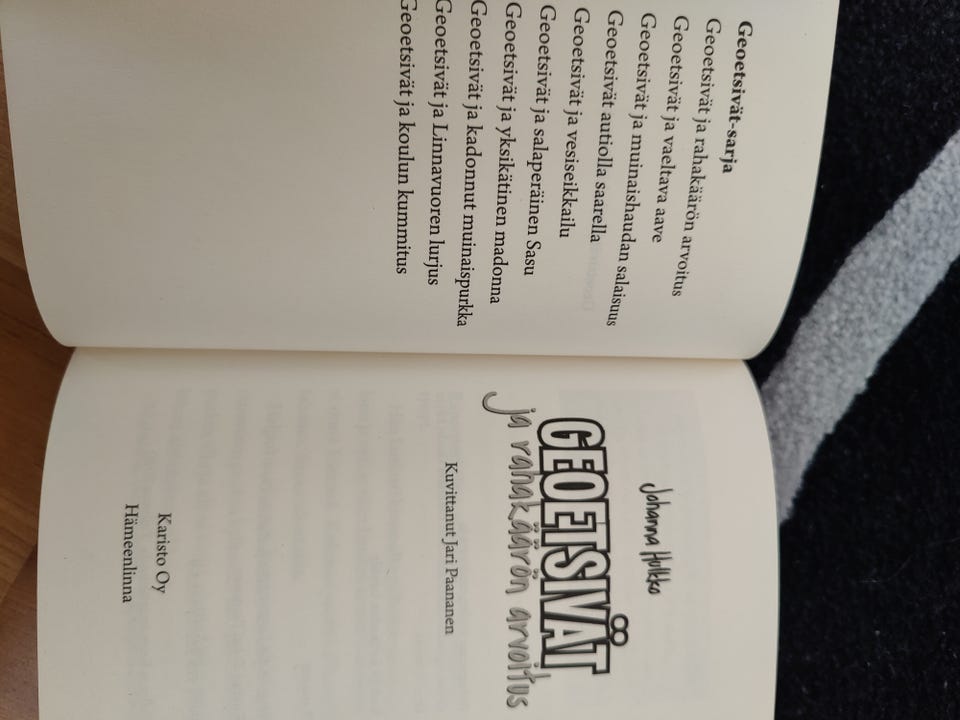 Geoetsivät-sarja
Geoetsivät ja rahakäärön arvoitus
Geoetsivät ja vaeltava aave
Geoetsivät ja muinaishaudan salaisuus
Geoetsivät autiolla saarella
Geoetsivät ja vesiseikkailu
Geoetsivät ja salaperäinen Sasu
Geoetsivät ja yksikätinen madonna
Geoetsivät ja kadonnut muinaispurkka
Geoetsivät ja Linnavuoren lurjus
Geoetsivät ja koulun kummitus
Johanna Hulkko
GEOETSIVÄT
ja rahakäärön arvoitus
Kuvittanut Jari Paananen
Karisto Oy
Hämeenlinna